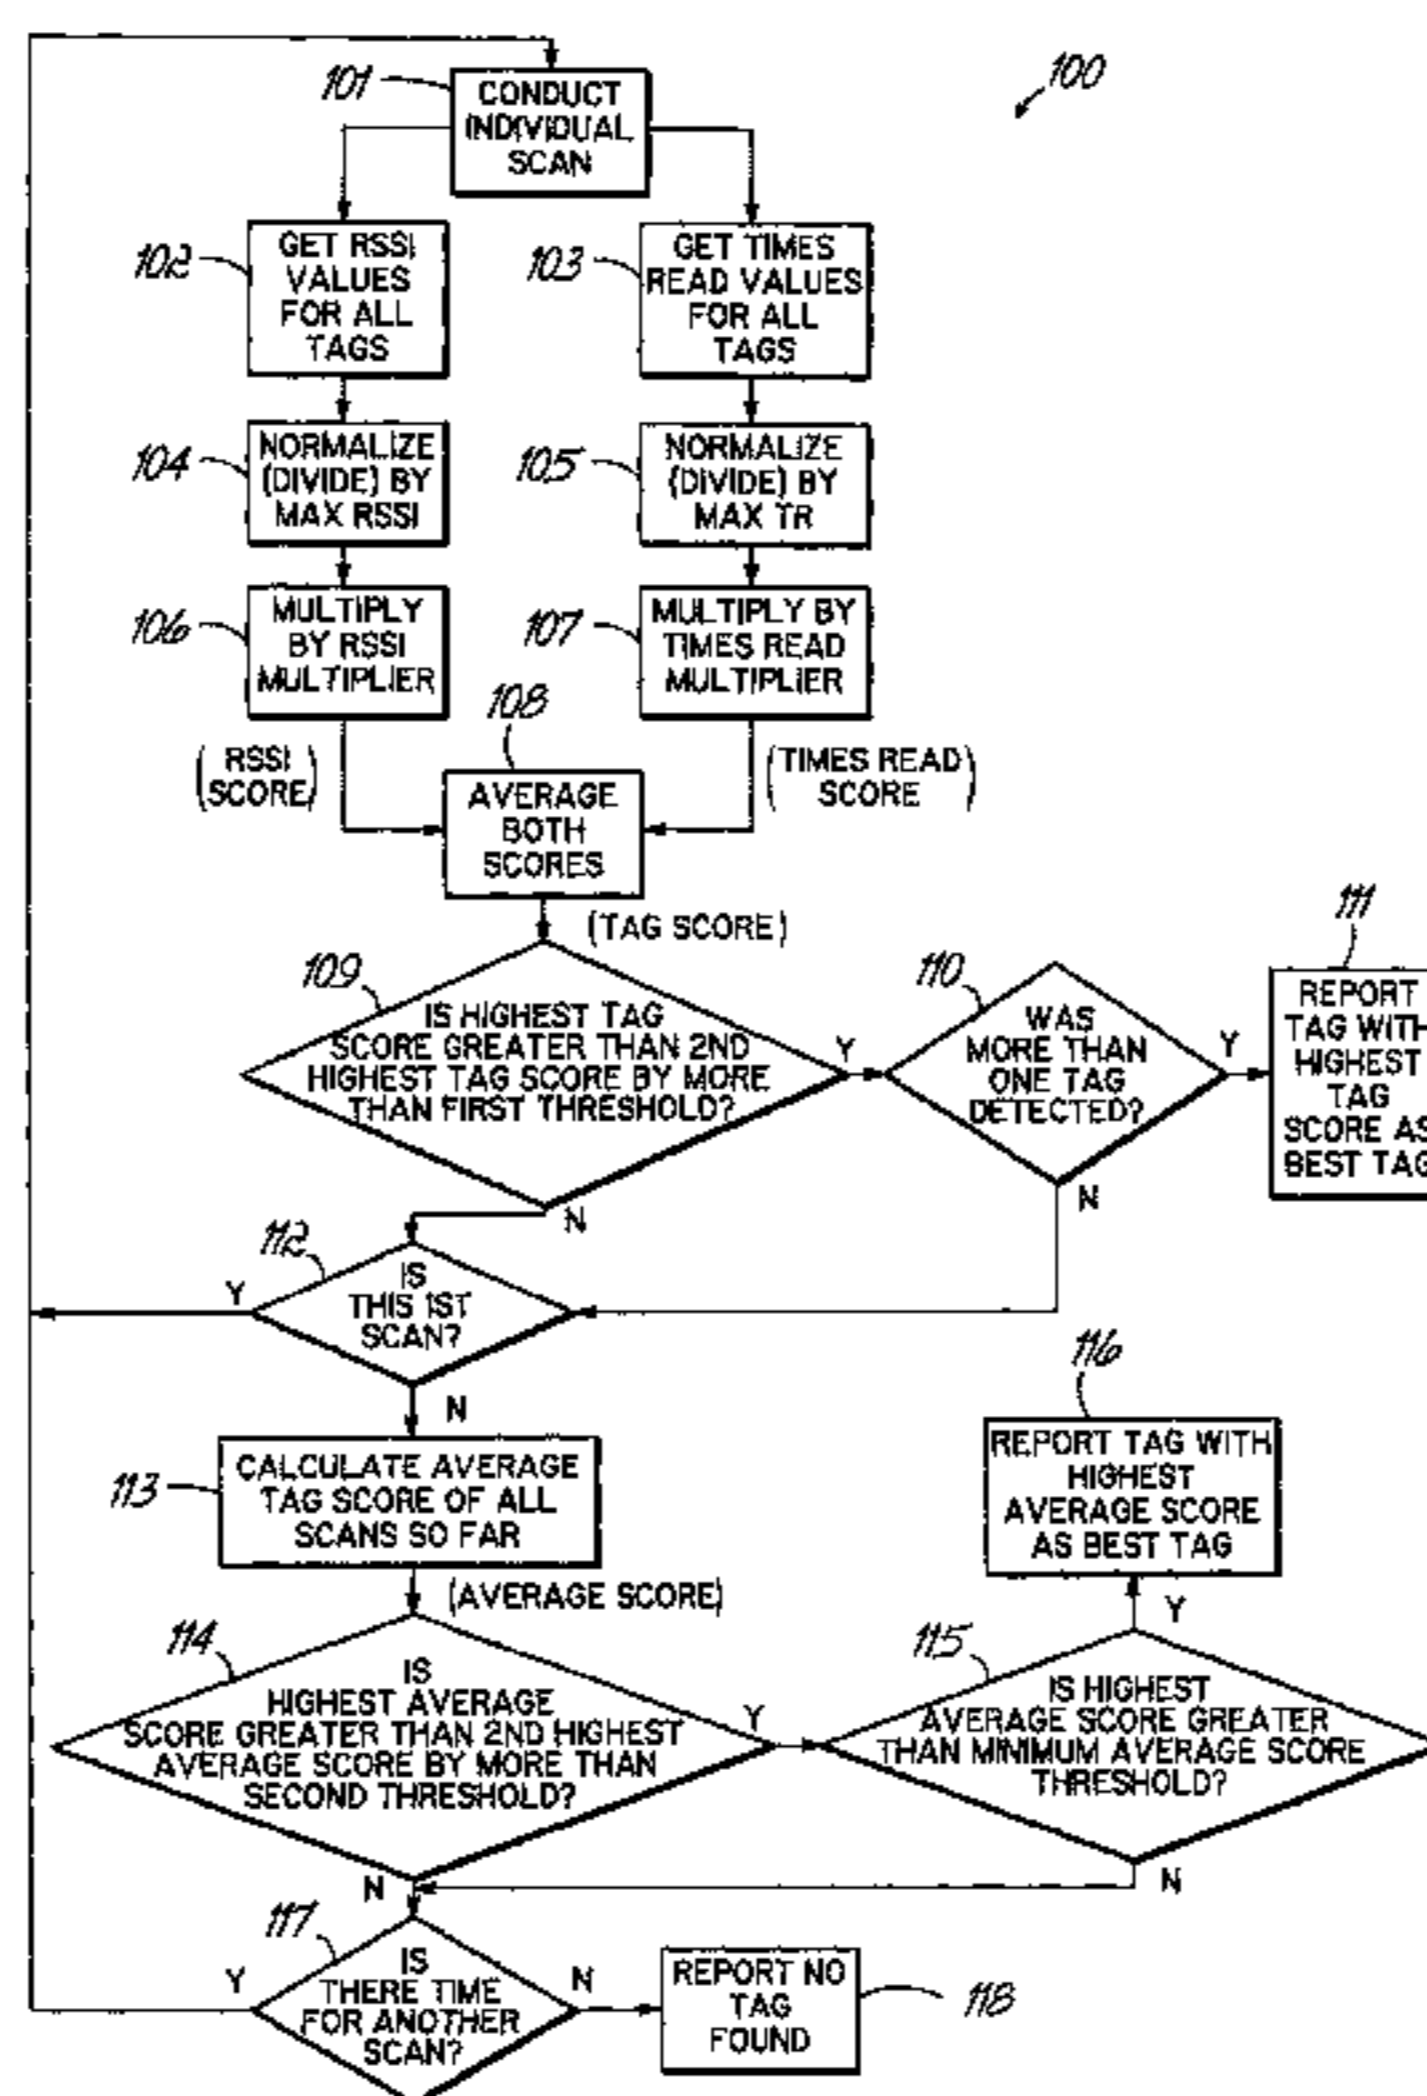 100
101
CONDUCT
INDIVIDUAL
SCAN
102
GET RSSI
VALUES
FOR ALL
TAGS
103
GET TIMES
READ VALUES
FOR ALL
TAGS
104
NORMALIZE
(DIVIDE) BY
MAX RSSI
105
NORMALIZE
(DIVIDE) BY
MAX TR
106
MULTIPLY
BY RSSI
MULTIPLIER
107
MULTIPLY BY
TIMES READ
MULTIPLIER
(RSSI
SCORE)
108
AVERAGE
BOTH
SCORES
(TIMES READ
SCORE)
(TAG SCORE)
109
IS HIGHEST TAG
SCORE GREATER THAN 2ND
HIGHEST TAG SCORE BY MORE
THAN FIRST THRESHOLD?
Y
N
110
WAS
MORE THAN
ONE TAG
DETECTED?
Y
N
111
REPORT
TAG WITH
HIGHEST
TAG
SCORE AS
BEST TAG
112
IS
THIS 1ST
SCAN?
Y
N
113
CALCULATE AVERAGE
TAG SCORE OF ALL
SCANS SO FAR
(AVERAGE SCORE)
114
IS
HIGHEST AVERAGE
SCORE GREATER THAN 2ND HIGHEST
AVERAGE SCORE BY MORE THAN
SECOND THRESHOLD?
Y
N
115
IS HIGHEST
AVERAGE SCORE GREATER
THAN MINIMUM AVERAGE SCORE
THRESHOLD?
Y
N
116
REPORT TAG WITH
HIGHEST
AVERAGE SCORE
AS BEST TAG
117
IS
THERE TIME
FOR ANOTHER
SCAN?
Y
N
118
REPORT NO
TAG
FOUND